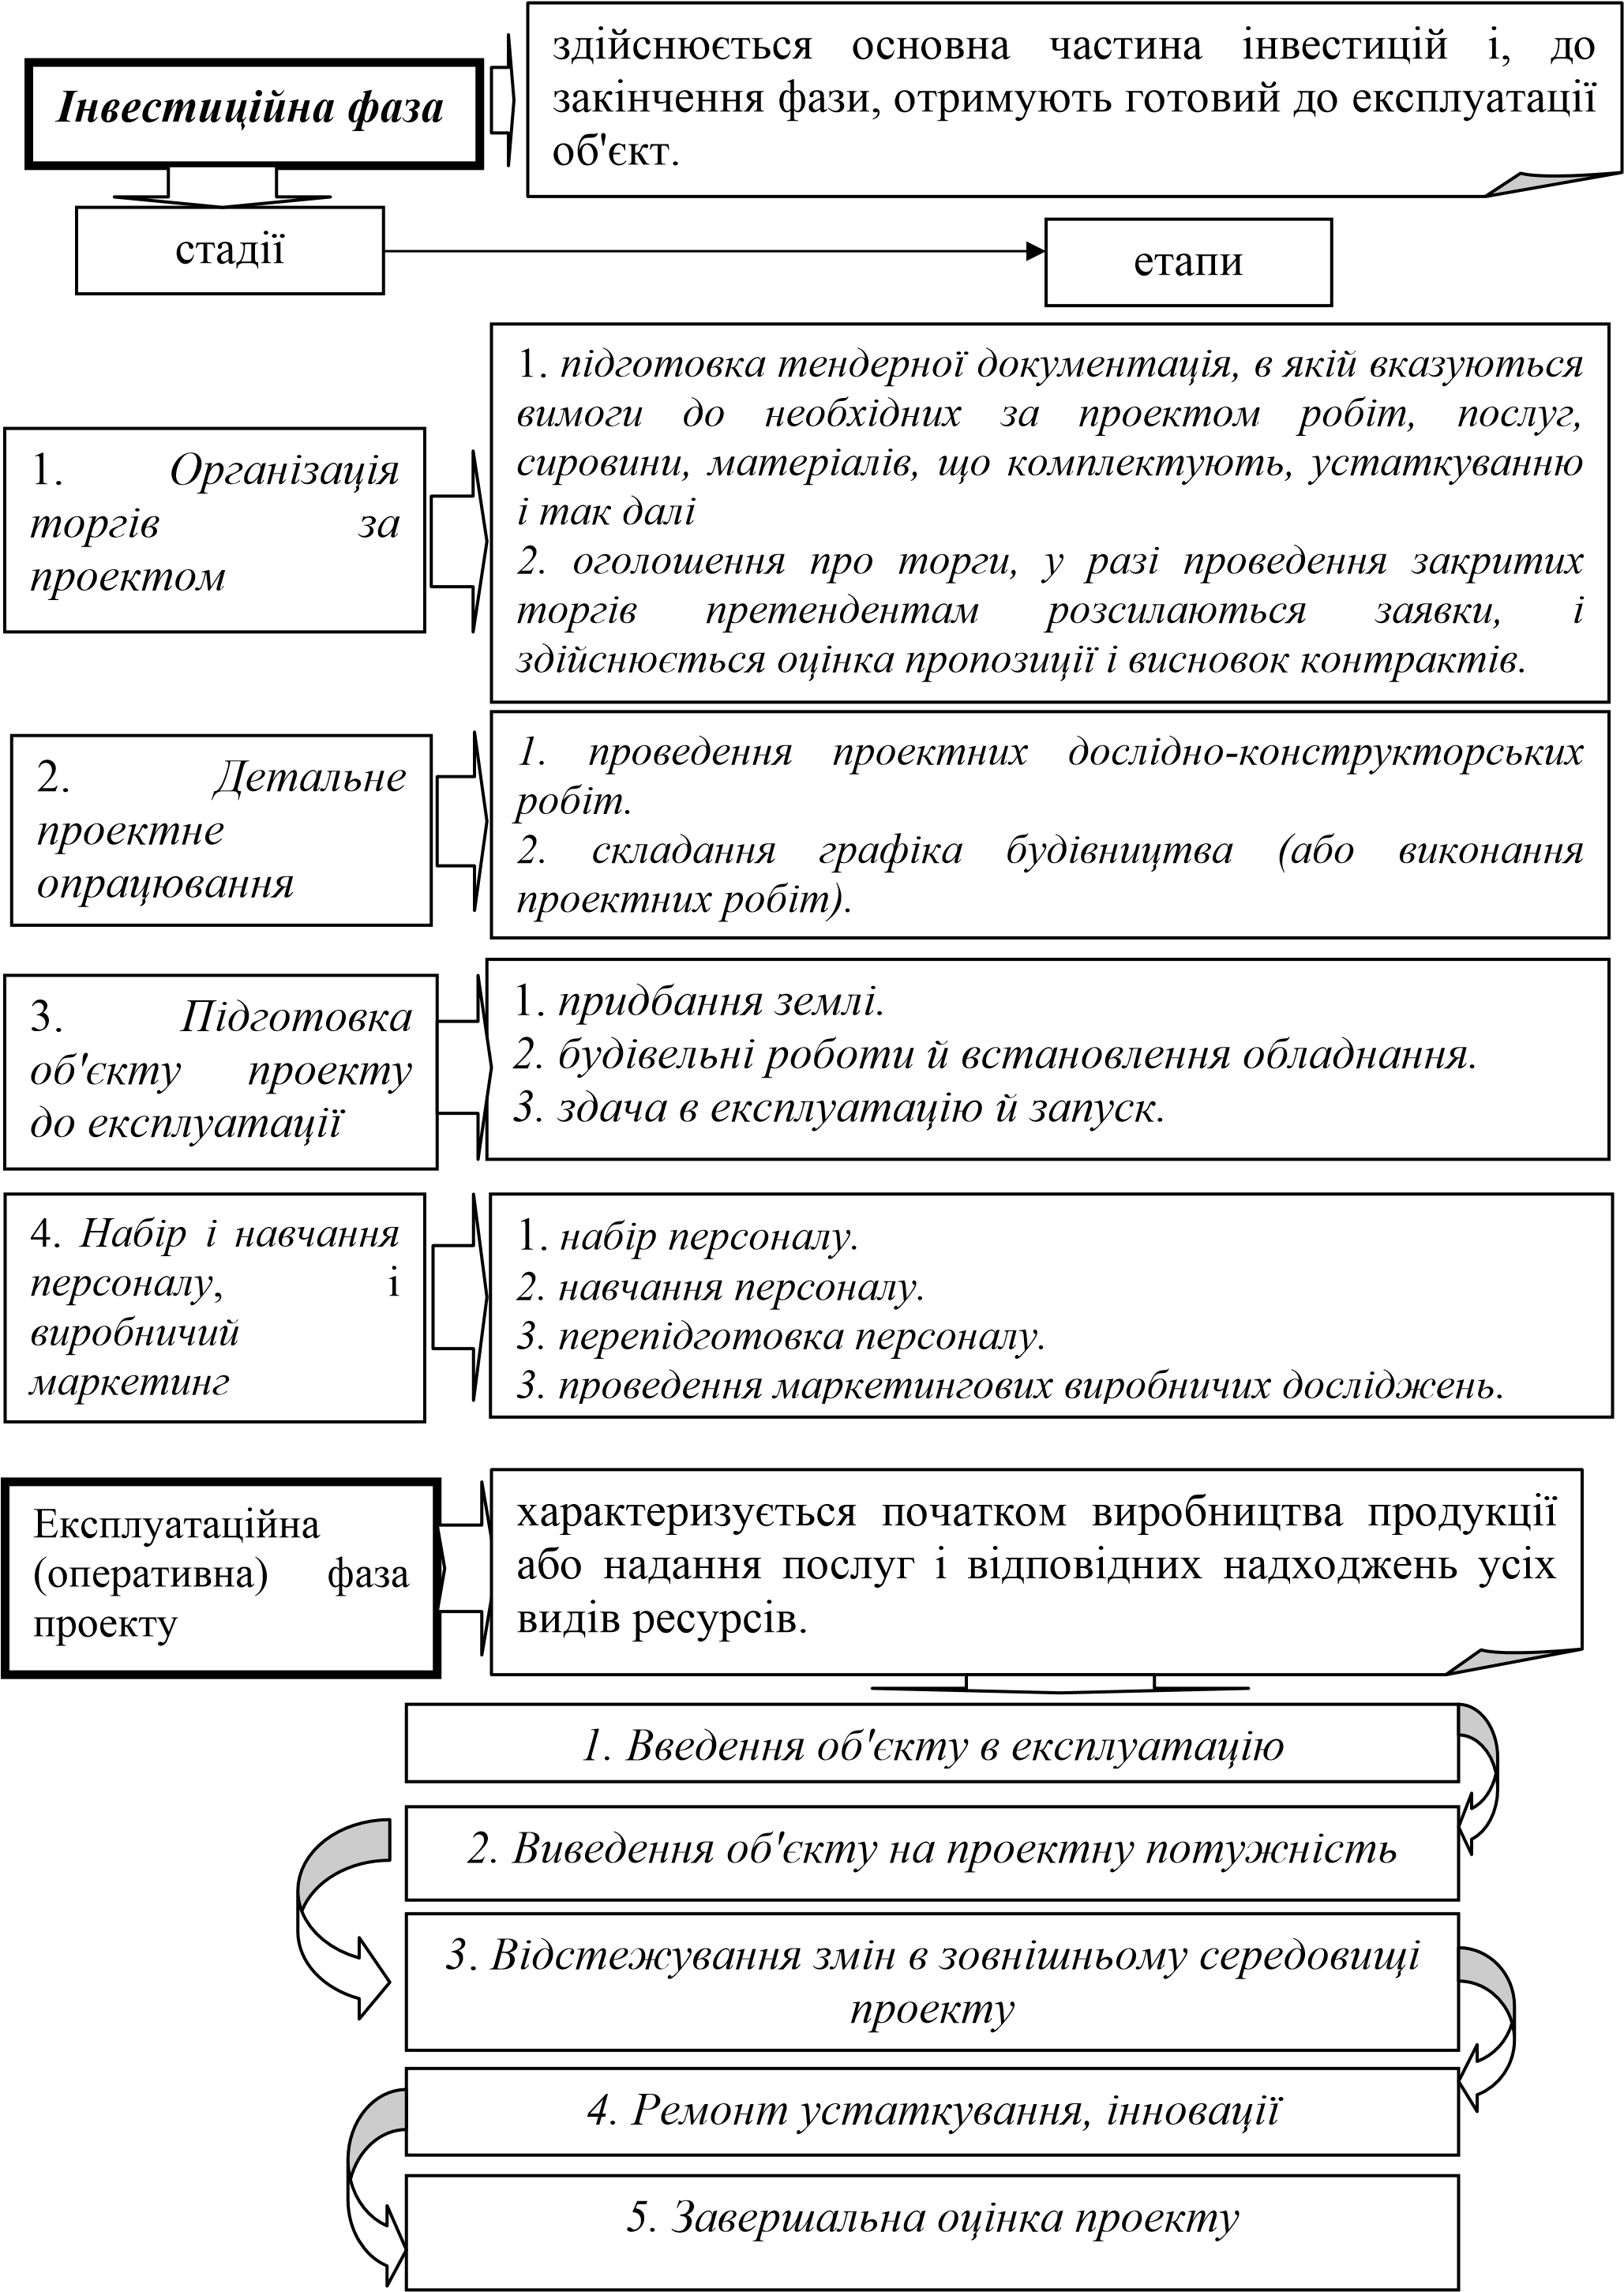 Інвестиційна фаза
здійснюється основна частина інвестицій і, до
закінчення фази, отримують готовий до експлуатації
об'єкт.
стадії
етапи
1. Організація
торгів за
проектом
1. підготовка тендерної документація, в якій вказуються
вимоги до необхідних за проектом робіт, послуг,
сировини, матеріалів, що комплектують, устаткуванню
і так далі
2. оголошення про торги, у разі проведення закритих
торгів претендентам розсилаються заявки, і
здійснюється оцінка пропозиції і висновок контрактів.
2. Детальне
проектне
опрацювання
1. проведення проектних дослідно-конструкторських
робіт.
2. складання графіка будівництва (або виконання
проектних робіт).
3. Підготовка
об'єкту проекту
до експлуатації
1. придбання землі.
2. будівельні роботи й встановлення обладнання.
3. здача в експлуатацію й запуск.
4. Набір і навчання
персоналу, і
виробничий
маркетинг
1. набір персоналу.
2. навчання персоналу.
3. перепідготовка персоналу.
3. проведення маркетингових виробничих досліджень.
Експлуатаційна
(оперативна) фаза
проекту
характеризується початком виробництва продукції
або надання послуг і відповідних надходжень усіх
видів ресурсів.
1. Введення об'єкту в експлуатацію
2. Виведення об'єкту на проектну потужність
3. Відстежування змін в зовнішньому середовищі
проекту
4. Ремонт устаткування, інновації
5. Завершальна оцінка проекту